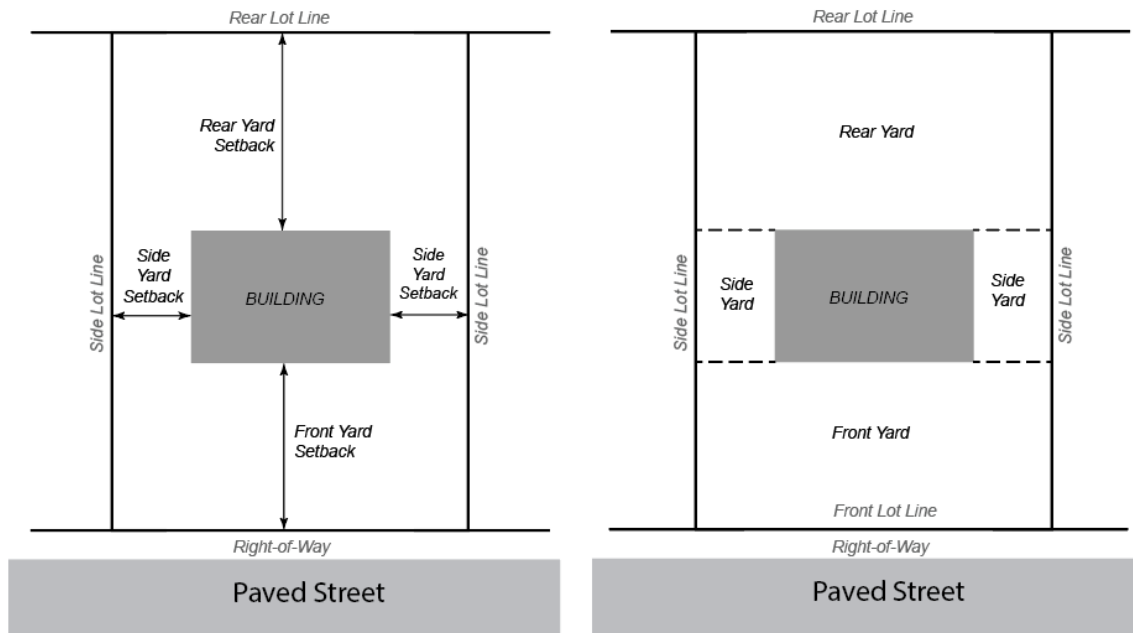 Rear Lot Line
Rear Yard
Setback
Side
Yard
Setback
BUILDING
Side
Yard
Setback
Side Lot Line
Side Lot Line
Front Yard
Setback
Right-of-Way
Paved Street
Rear Lot Line
Rear Yard
Side Lot Line
Side
Yard
BUILDING
Side
Yard
Side Lot Line
Front Yard
Front Lot Line
Right-of-Way
Paved Street